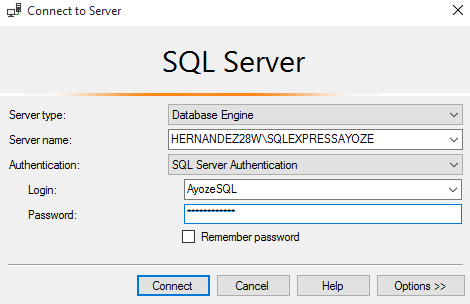 Connect to Server
SQL Server
Server type: Database Engine
Server name: HERNANDEZ28W\SQLEXPRESSAYOZE
Authentication: SQL Server Authentication
Login: AyozeSQL
Password: ************
Remember password
Connect Cancel Help Options >>